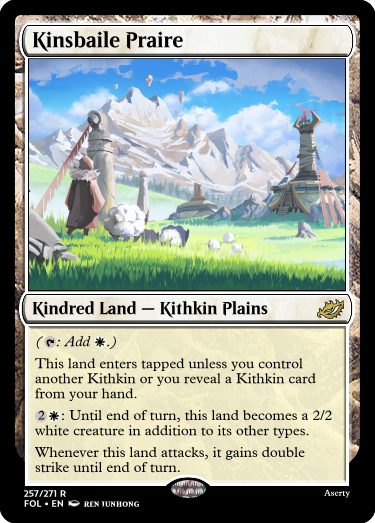 Kinsbaile Praire
Kindred Land — Kithkin Plains
(T: Add W.)
This land enters tapped unless you control
another Kithkin or you reveal a Kithkin card
from your hand.
2W: Until end of turn, this land becomes a 2/2
white creature in addition to its other types.
Whenever this land attacks, it gains double
strike until end of turn.
257/271 R
FOL • EN REN JUNHONG
Aserty